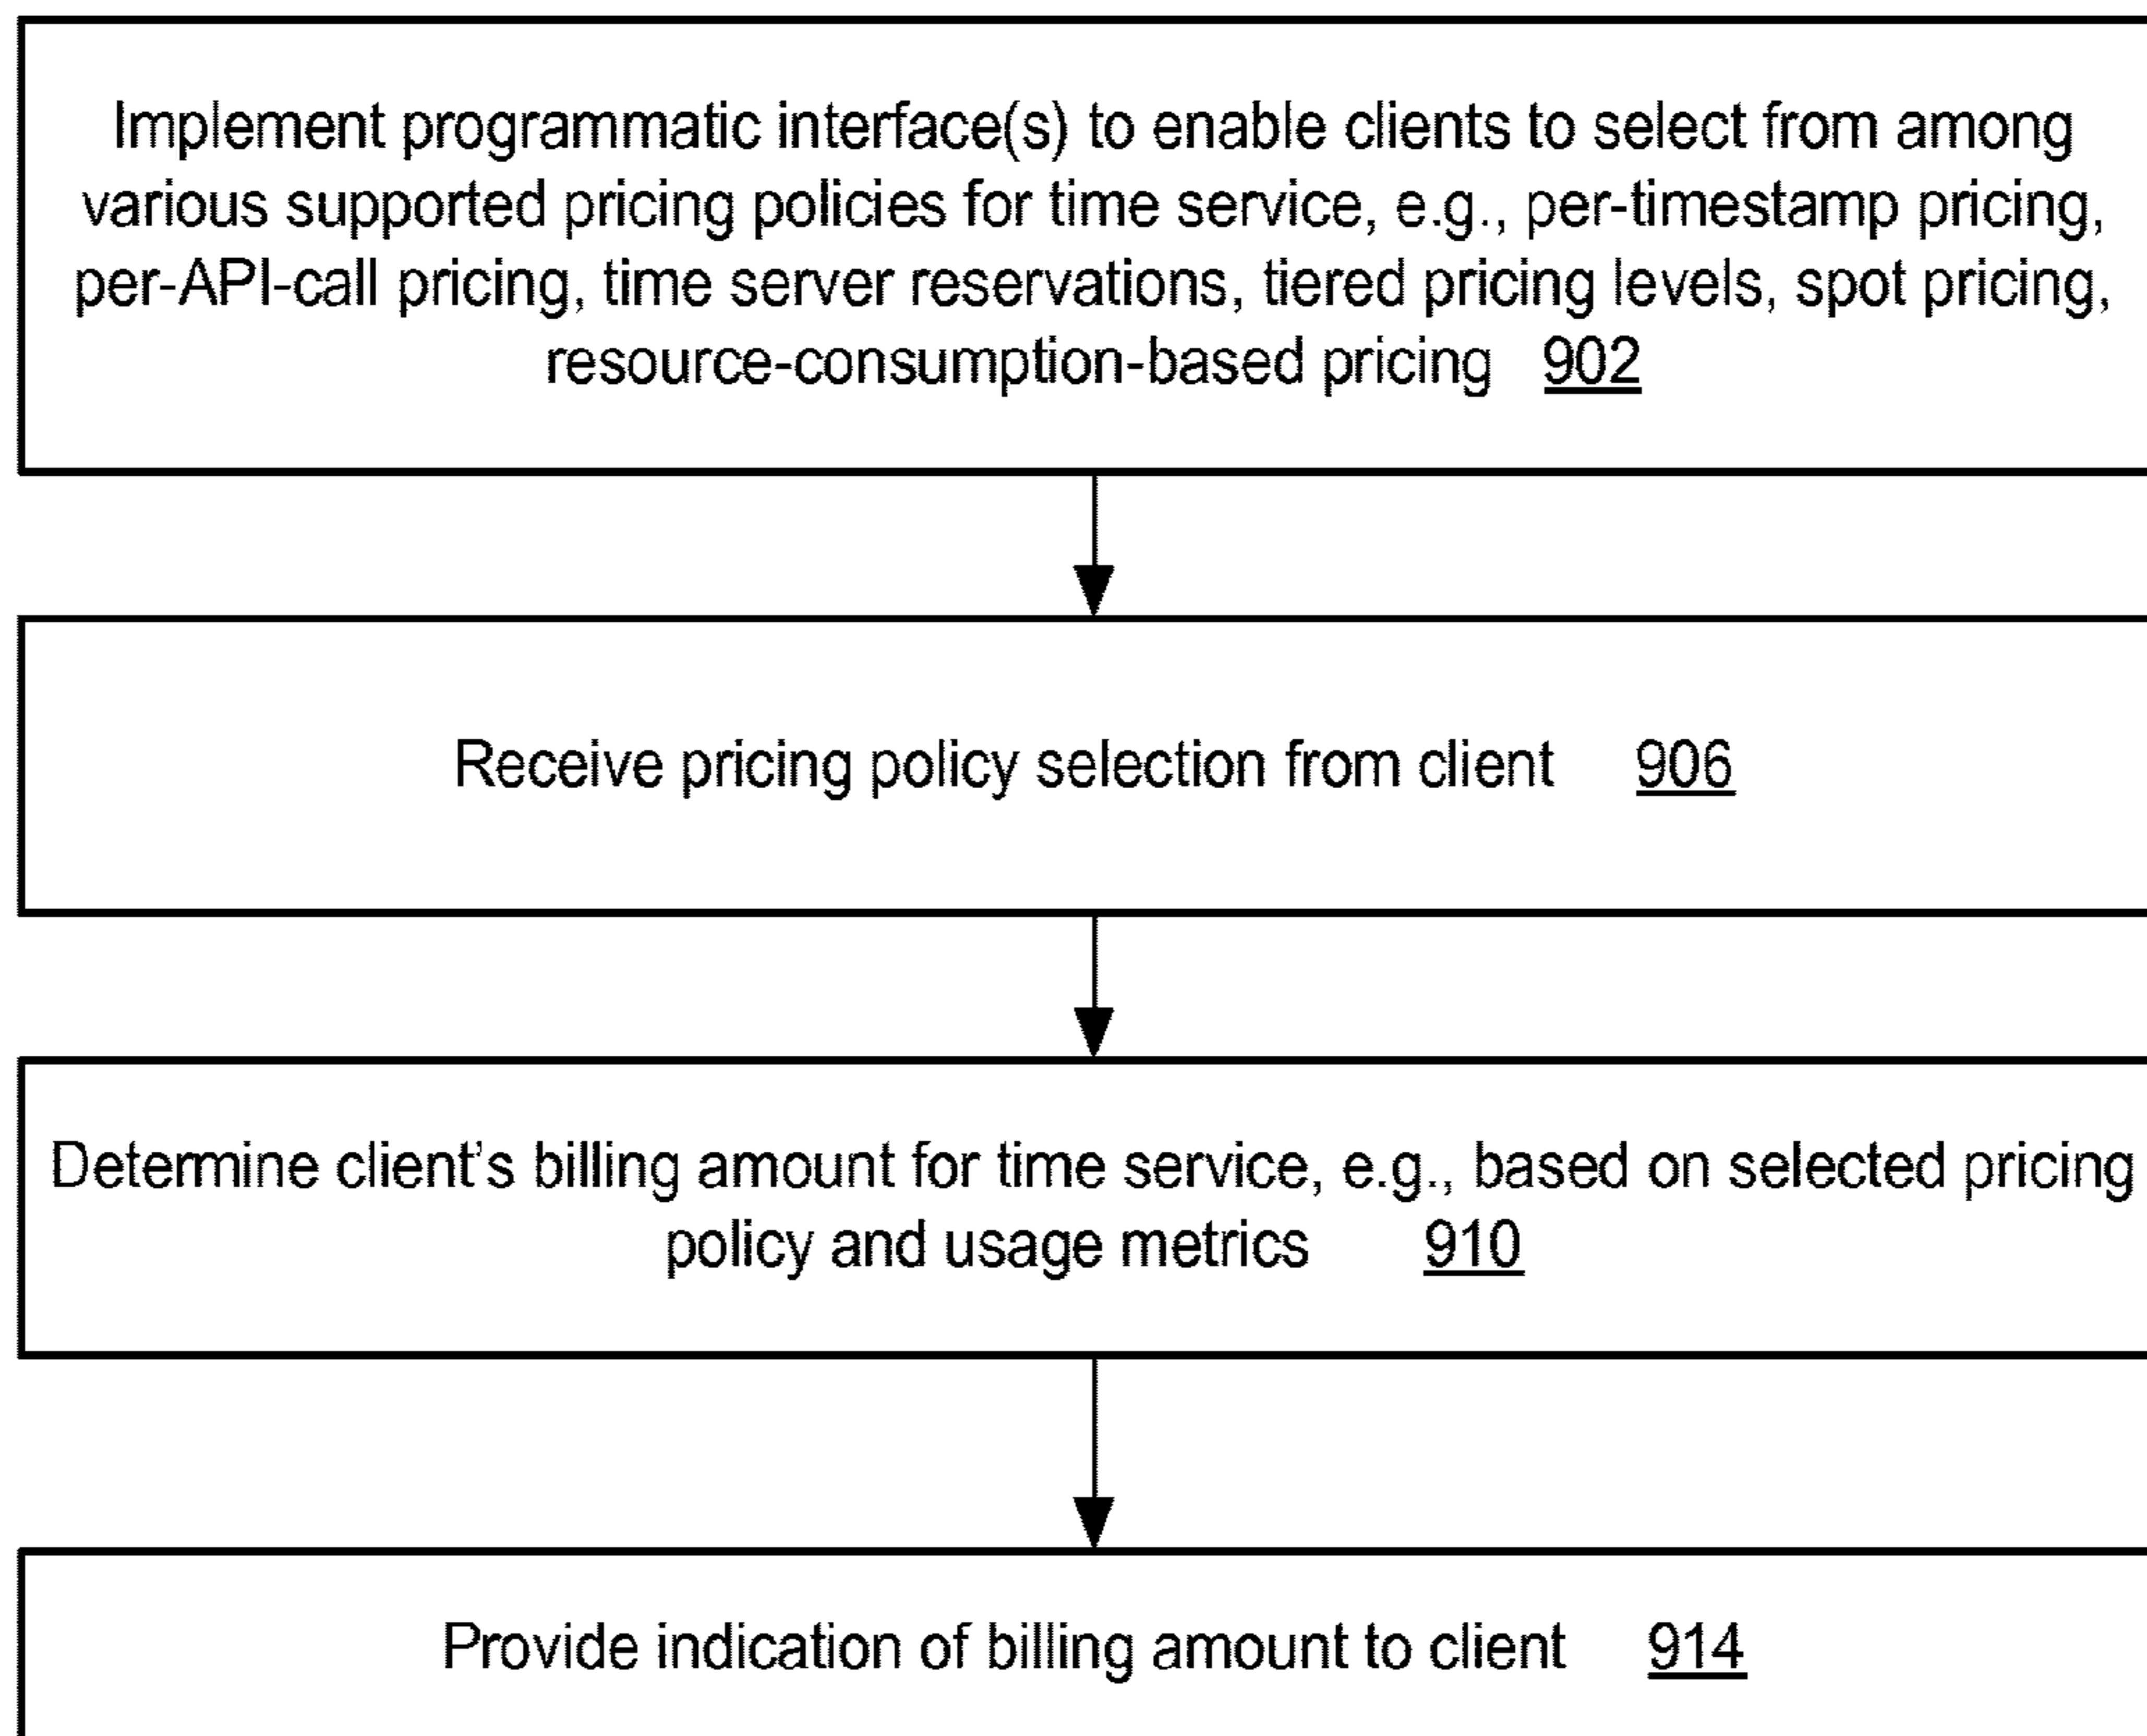 Implement programmatic interface(s) to enable clients to select from among
various supported pricing policies for time service, e.g., per-timestamp pricing,
per-API-call pricing, time server reservations, tiered pricing levels, spot pricing,
resource-consumption-based pricing 902
Receive pricing policy selection from client 906
Determine client's billing amount for time service, e.g., based on selected pricing
policy and usage metrics 910
Provide indication of billing amount to client 914